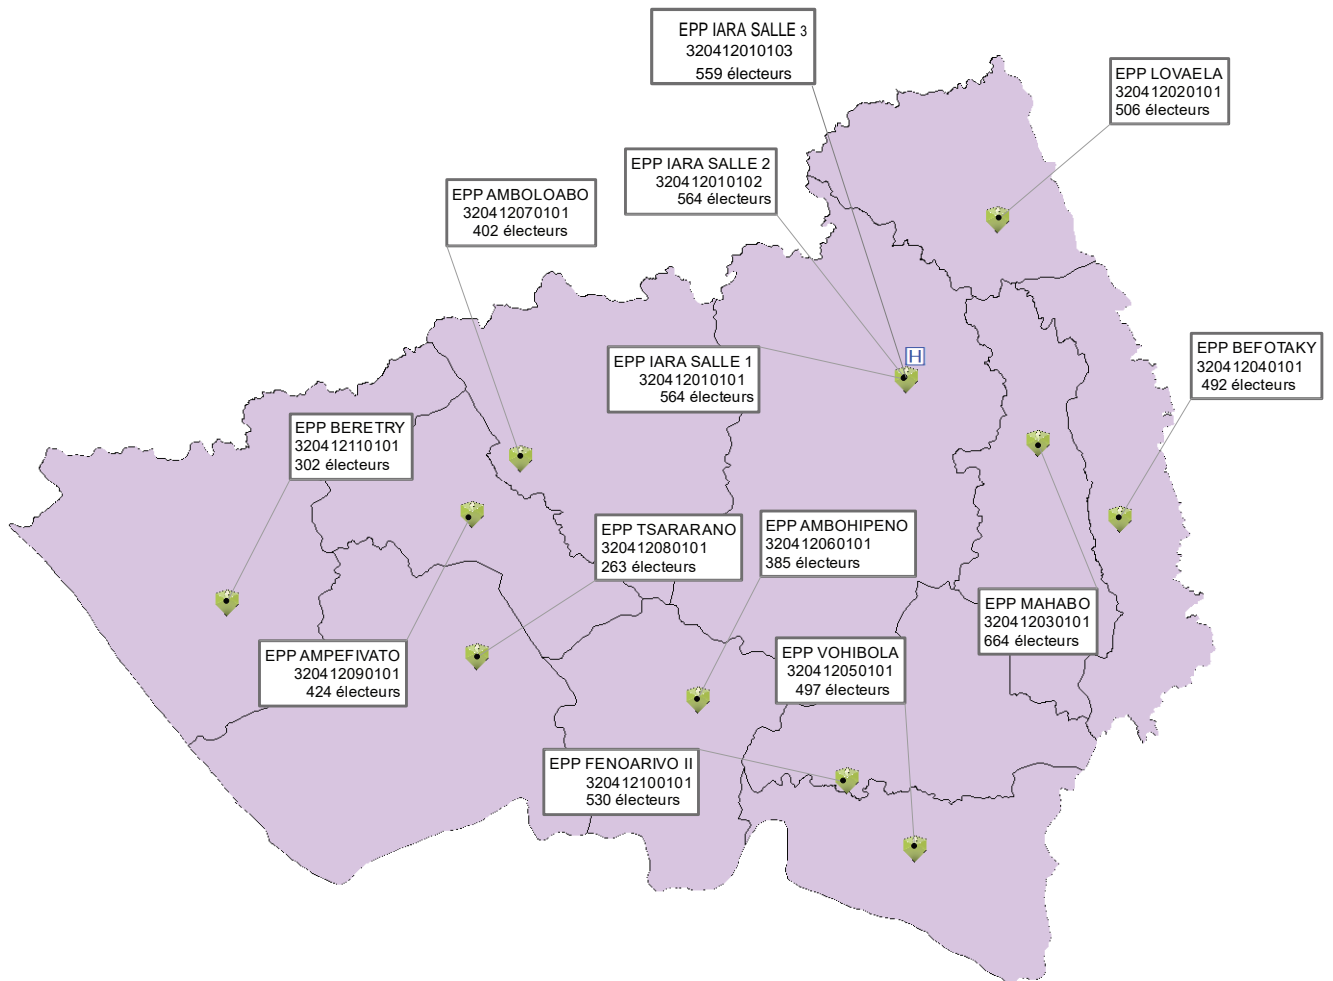 EPP IARA SALLE 3
320412010103
559 électeurs
EPP LOVAELA
320412020101
506 électeurs
EPP IARA SALLE 2
320412010102
564 électeurs
EPP AMBOLOABO
320412070101
402 électeurs
EPP IARA SALLE 1
320412010101
564 électeurs
H
EPP BEFOTAKY
320412040101
492 électeurs
EPP BERETRY
320412110101
302 électeurs
EPP TSARARANO
320412080101
263 électeurs
EPP AMBOHIPENO
320412060101
385 électeurs
EPP MAHABO
320412030101
664 électeurs
EPP AMPEFIVATO
320412090101
424 électeurs
EPP VOHIBOLA
320412050101
497 électeurs
EPP FENOARIVO II
320412100101
530 électeurs